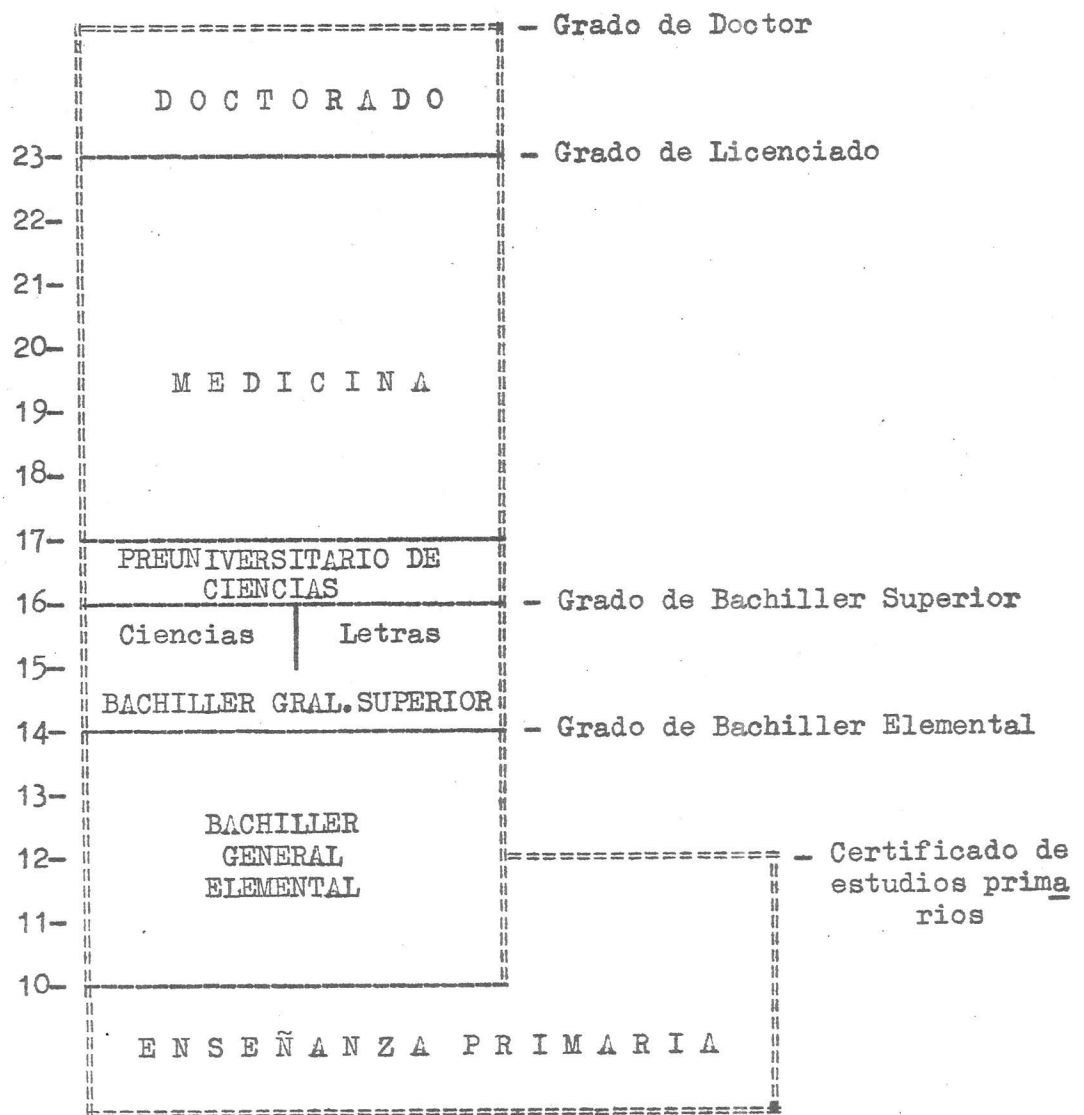 - Grado de Doctor
DOCTORADO
23- - Grado de Licenciado
22-
21-
20-
MEDICINA
19-
18-
17-
PREUNIVERSITARIO DE
CIENCIAS
16- - Grado de Bachiller Superior
Ciencias Letras
15-
BACHILLER GRAL.SUPERIOR
14- - Grado de Bachiller Elemental
13-
BACHILLER
GENERAL
ELEMENTAL
12- - Certificado de
estudios prima
rios
11-
10-
ENSEÑANZA PRIMARIA